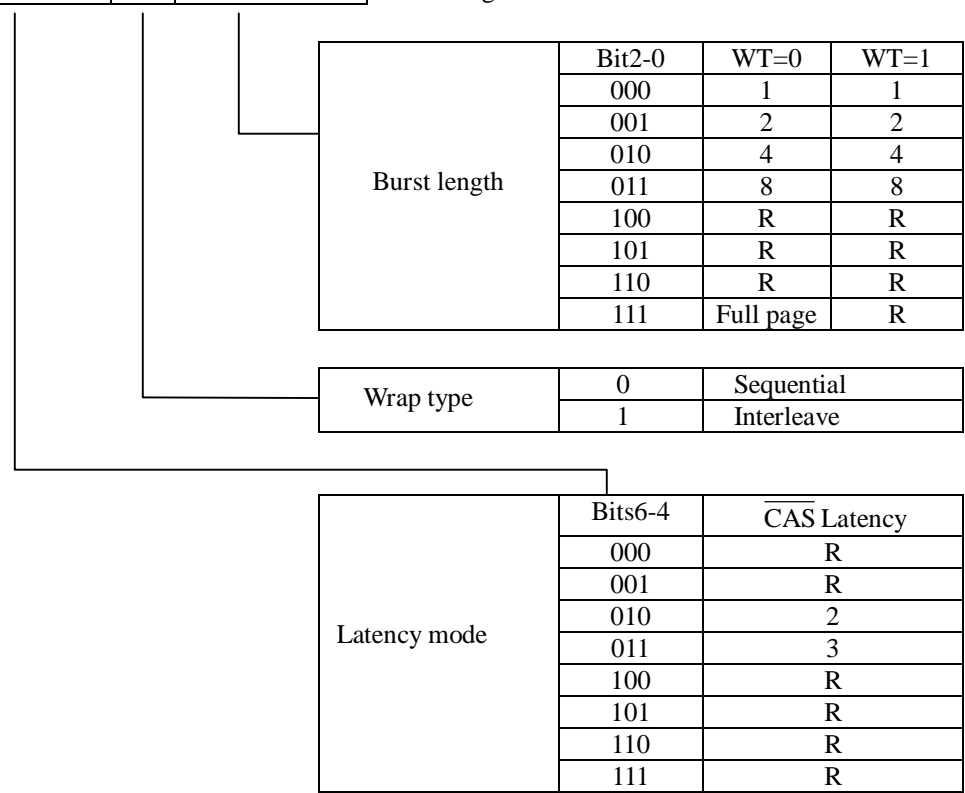 Bit2-0 WT=0 WT=1
000 1 1
001 2 2
010 4 4
Burst length 011 8 8
100 R R
101 R R
110 R R
111 Full page R
Wrap type 0 Sequential
1 Interleave
Bits6-4 CAS Latency
000 R
001 R
010 2
Latency mode 011 3
100 R
101 R
110 R
111 R